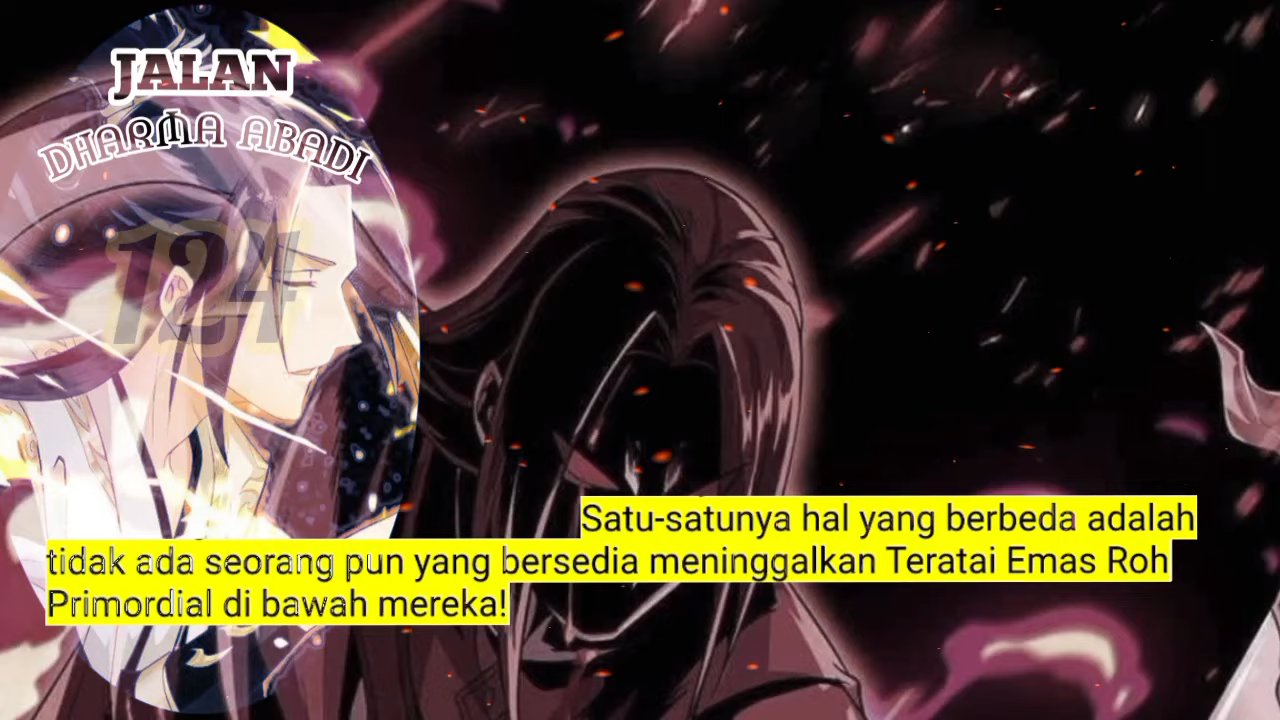 JALAN
DHARMA ABADI
124
Satu-satunya hal yang berbeda adalah
tidak ada seorang pun yang bersedia meninggalkan Teratai Emas Roh
Primordial di bawah mereka!